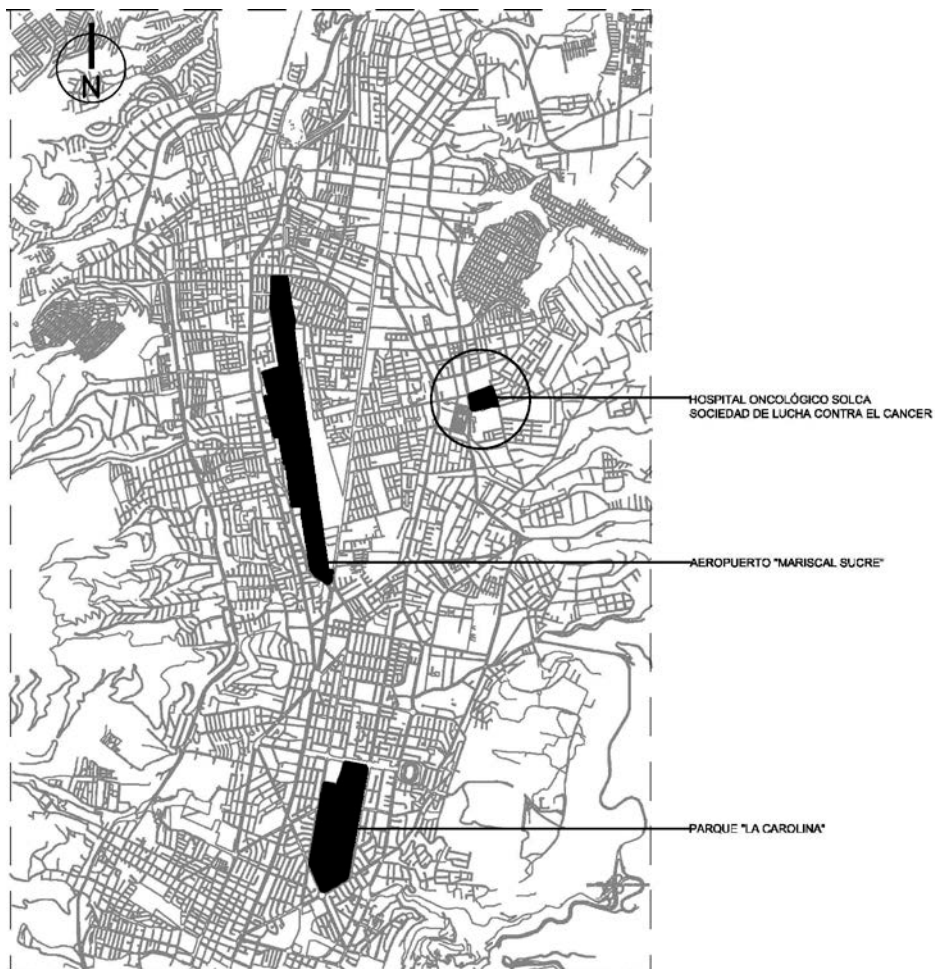 N
HOSPITAL ONCOLÓGICO SOLCA
SOCIEDAD DE LUCHA CONTRA EL CANCER
AEROPUERTO "MARISCAL SUCRE"
PARQUE "LA CAROLINA"